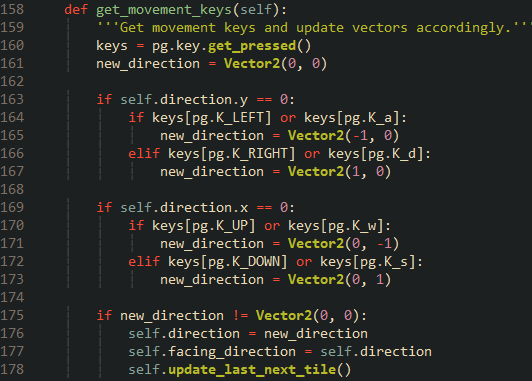 158 def get_movement_keys(self):
159 '''Get movement keys and update vectors accordingly.'''
160 keys = pg.key.get_pressed()
161 new_direction = Vector2(0, 0)
162
163 if self.direction.y == 0:
164 if keys[pg.K_LEFT] or keys[pg.K_a]:
165 new_direction = Vector2(-1, 0)
166 elif keys[pg.K_RIGHT] or keys[pg.K_d]:
167 new_direction = Vector2(1, 0)
168
169 if self.direction.x == 0:
170 if keys[pg.K_UP] or keys[pg.K_w]:
171 new_direction = Vector2(0, -1)
172 elif keys[pg.K_DOWN] or keys[pg.K_s]:
173 new_direction = Vector2(0, 1)
174
175 if new_direction != Vector2(0, 0):
176 self.direction = new_direction
177 self.facing_direction = self.direction
178 self.update_last_next_tile()